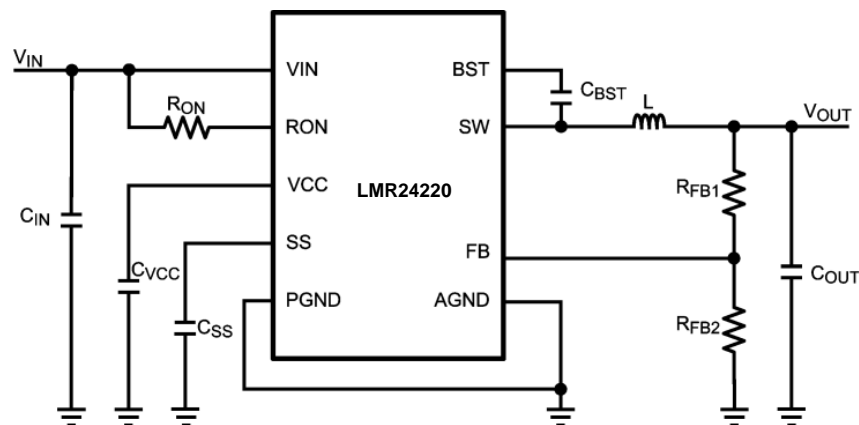 VIN
RON
CIN
CVCC
CSS
VIN
RON
VCC
SS
PGND
LMR24220
BST
SW
FB
AGND
CBST
L
VOUT
RFB1
RFB2
COUT